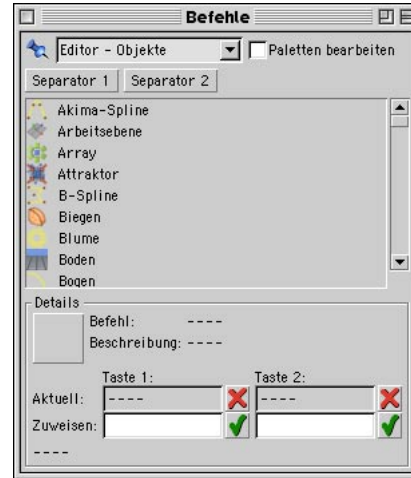 Befehle
Editor - Objekte
Paletten bearbeiten
Separator 1 Separator 2
Akima-Spline
Arbeitsebene
Array
Attraktor
B-Spline
Biegen
Blume
Boden
Bogen
Details
Befehl: ----
Beschreibung: ----
Taste 1: Taste 2:
Aktuell: ---- ----
Zuweisen:
----